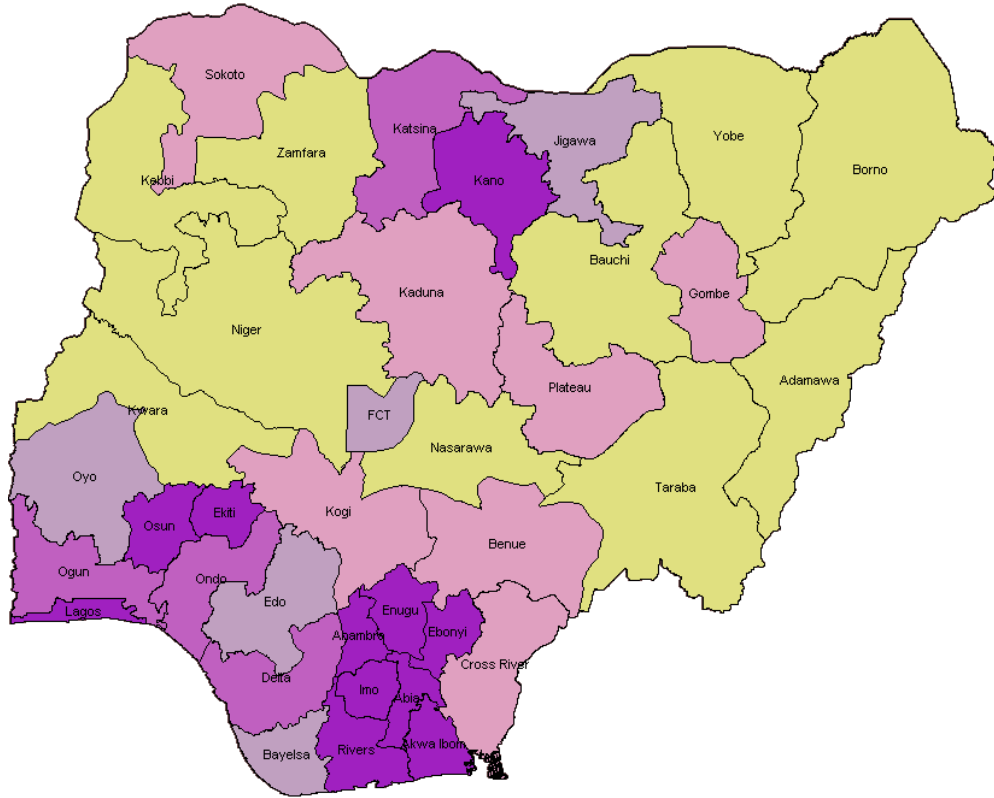 Sokoto
Katsina
Yobe
Jigawa
Zamfara
Borno
Kebbi
Kano
Bauchi
Kaduna
Gombe
Niger
Adamawa
Plateau
Kwara
FCT
Nasarawa
Oyo
Taraba
Kogi
Osun
Ekiti
Benue
Ogun
Ondo
Edo
Lagos
Enugu
Anambra
Ebonyi
Cross River
Delta
Imo
Abia
Bayelsa
Rivers
Akwa Ibom